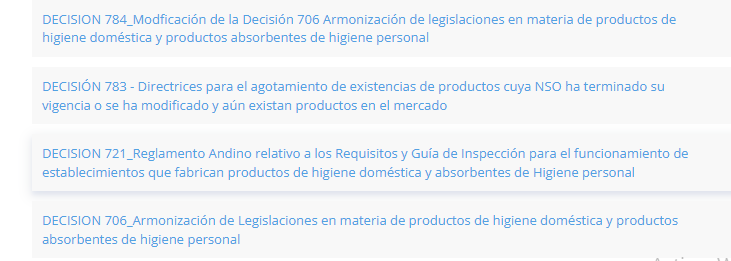 DECISION 784_Modficación de la Decisión 706 Armonización de legislaciones en materia de productos de
higiene doméstica y productos absorbentes de higiene personal
DECISIÓN 783 - Directrices para el agotamiento de existencias de productos cuya NSO ha terminado su
vigencia o se ha modificado y aún existan productos en el mercado
DECISION 721_Reglamento Andino relativo a los Requisitos y Guía de Inspección para el funcionamiento de
establecimientos que fabrican productos de higiene doméstica y absorbentes de Higiene personal
DECISION 706_Armonización de Legislaciones en materia de productos de higiene doméstica y productos
absorbentes de higiene personal